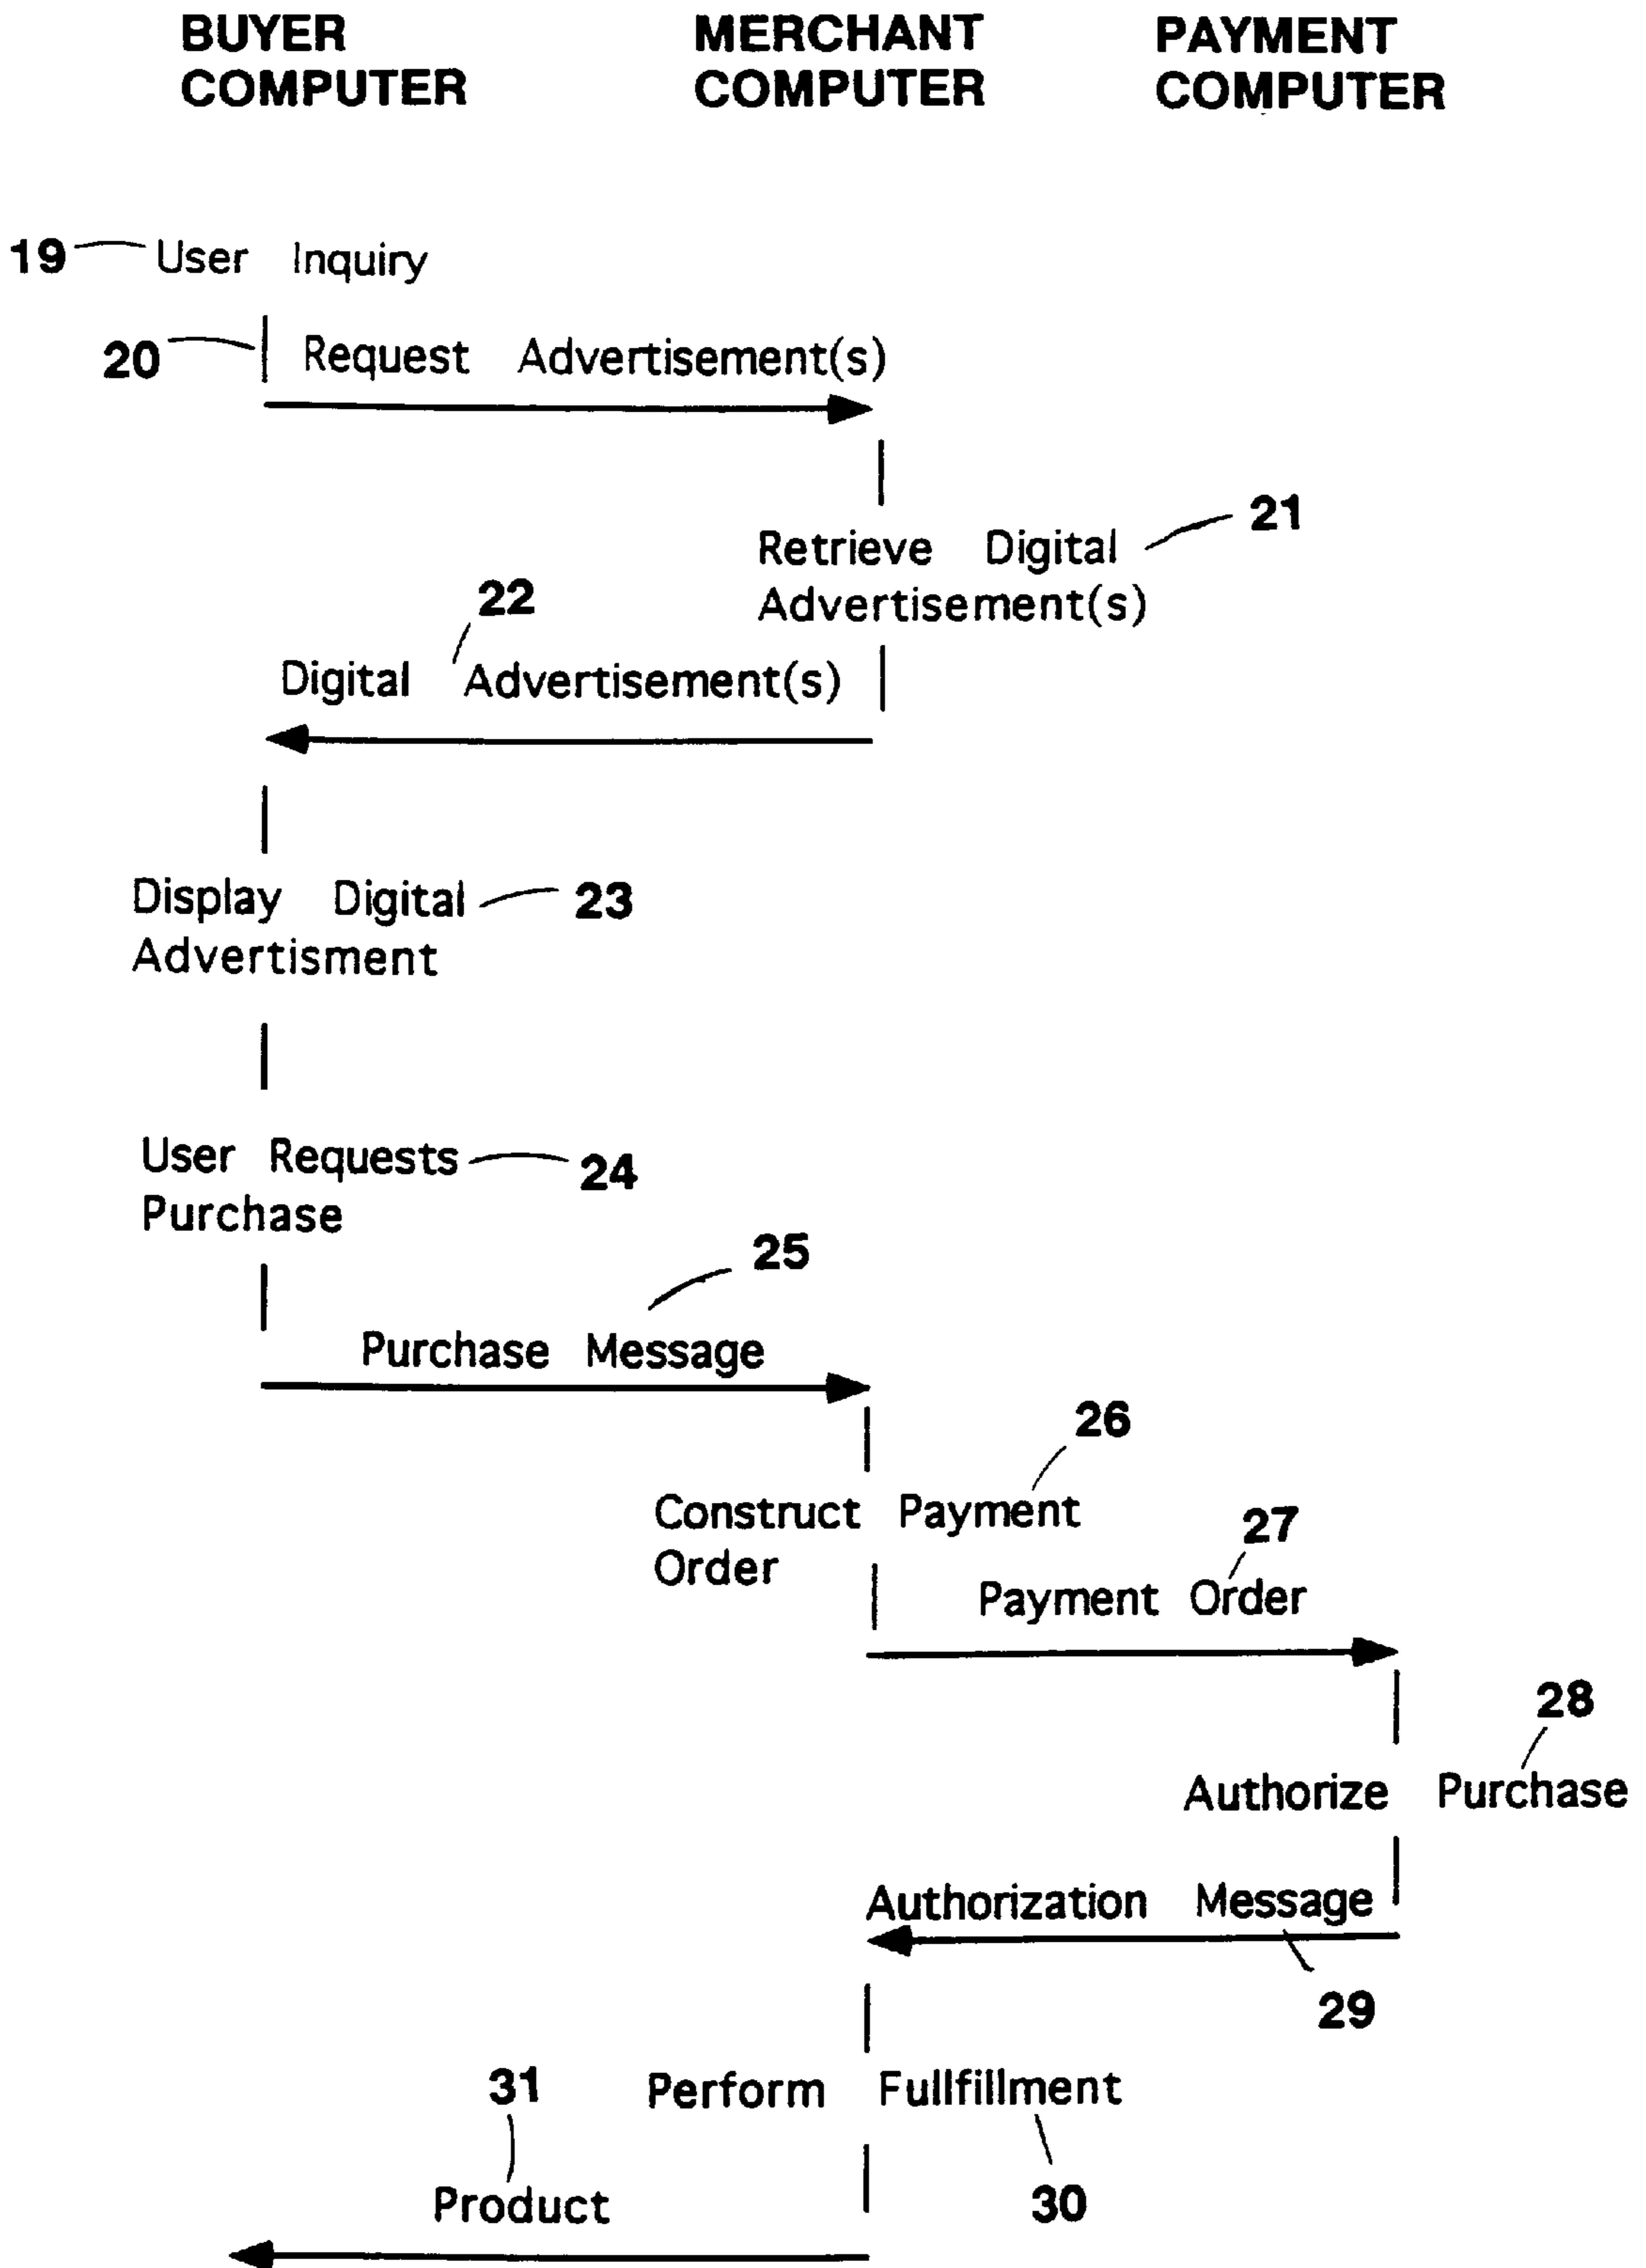 BUYER COMPUTER
MERCHANT COMPUTER
PAYMENT COMPUTER
19 User Inquiry
20 Request Advertisement(s)
21
Retrieve Digital
Advertisement(s)
22
Digital Advertisement(s)
Display Digital 23
Advertisment
User Requests 24
Purchase
25
Purchase Message
26
Construct Payment
Order
27
Payment Order
28
Authorize Purchase
Authorization Message
29
31
Perform Fullfillment
Product
30